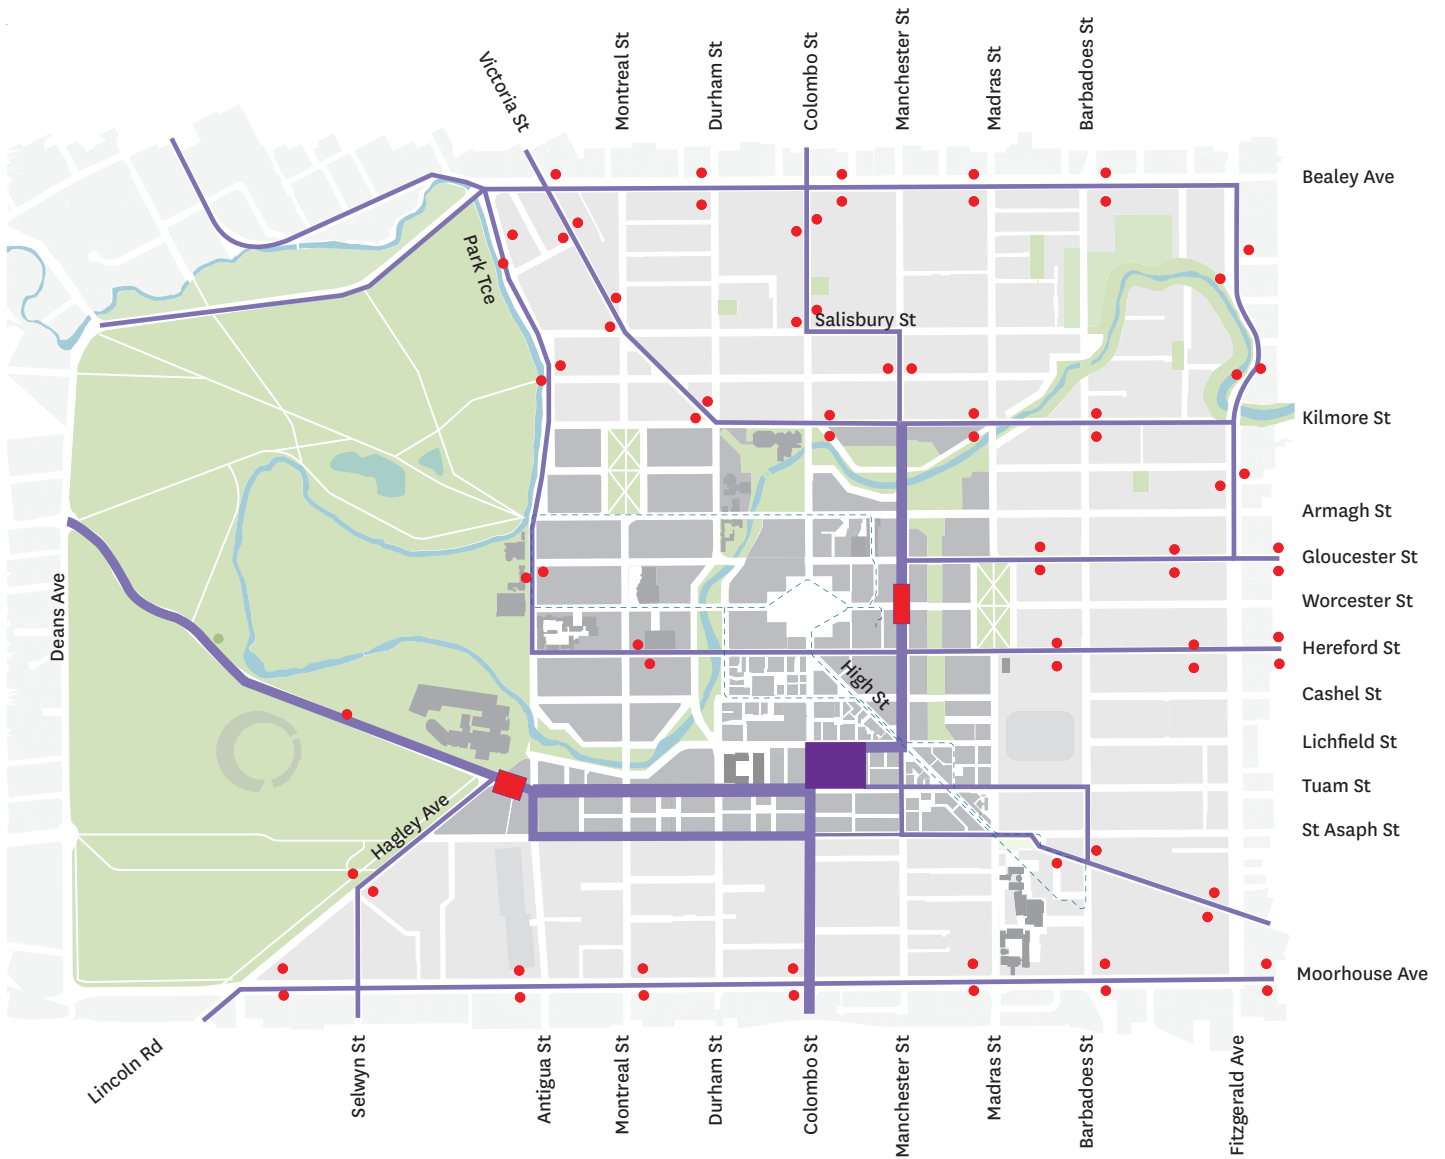 Victoria St
Montreal St
Durham St
Colombo St
Manchester St
Madras St
Barbadoes St
Bealey Ave
Park Tce
Salisbury St
Kilmore St
Armagh St
Gloucester St
Worcester St
Deans Ave
Hereford St
High St
Cashel St
Lichfield St
Tuam St
Hagley Ave
St Asaph St
Moorhouse Ave
Lincoln Rd
Selwyn St
Antigua St
Montreal St
Durham St
Colombo St
Manchester St
Madras St
Barbadoes St
Fitzgerald Ave